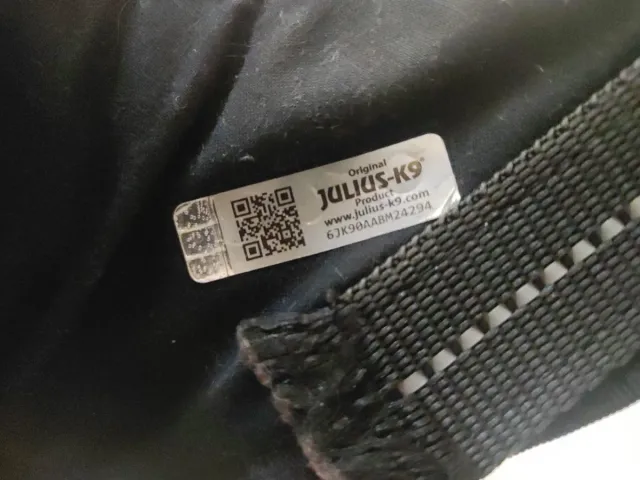 Original
JULIUS-K9®
Product
www.julius-k9.com
6JK90AABM24294